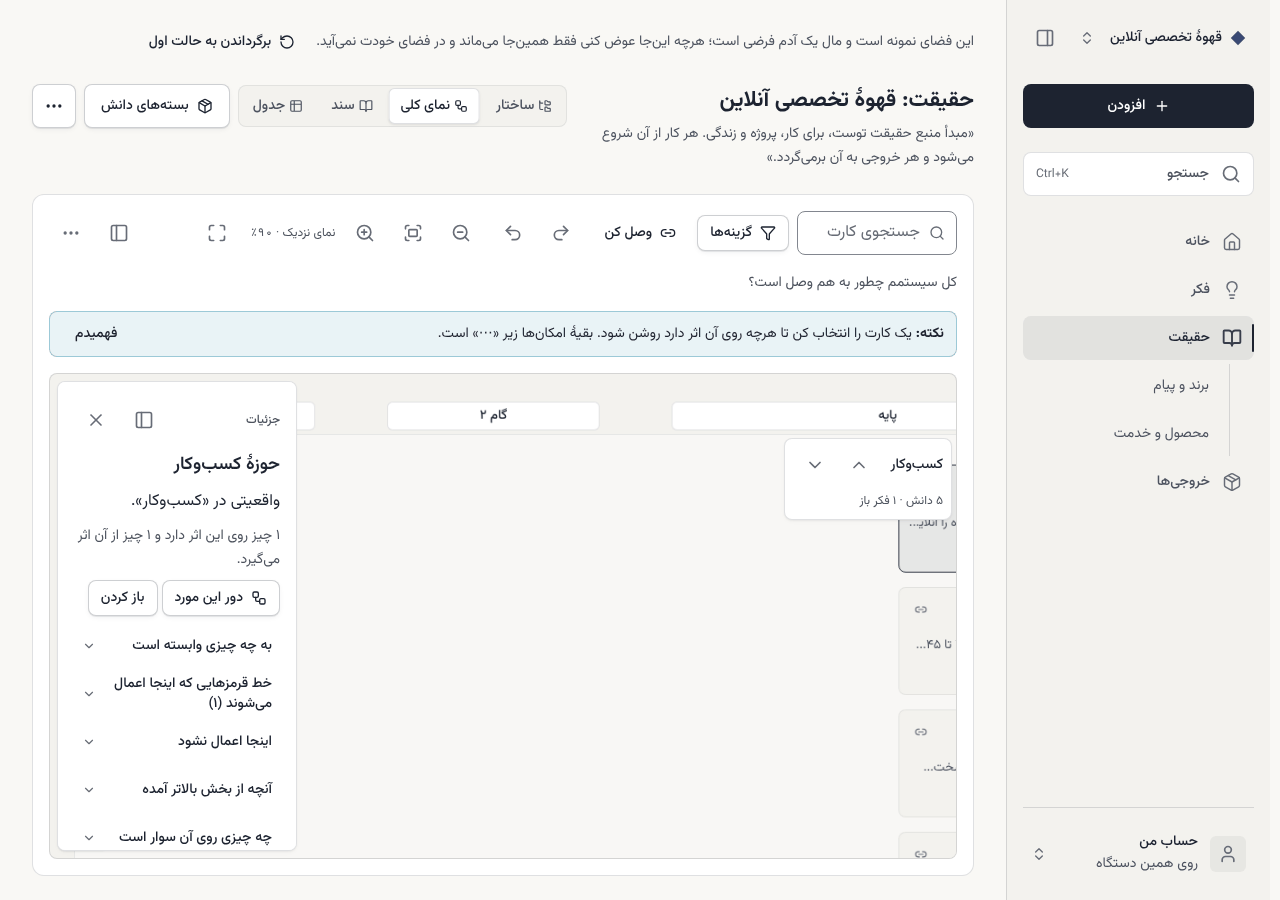 قهوهٔ تخصصی آنلاین
افزودن
جستجو
Ctrl+K
خانه
فکر
حقیقت
برند و پیام
محصول و خدمت
خروجی‌ها
حساب من
روی همین دستگاه
این فضای نمونه است و مال یک آدم فرضی است؛ هرچه این‌جا عوض کنی فقط همین‌جا می‌ماند و در فضای خودت نمی‌آید.
برگرداندن به حالت اول
حقیقت: قهوهٔ تخصصی آنلاین
«مبدأ منبع حقیقت توست، برای کار، پروژه و زندگی. هر کار از آن شروع
می‌شود و هر خروجی به آن برمی‌گردد.»
ساختار
نمای کلی
سند
جدول
بسته‌های دانش
جستجوی کارت
گزینه‌ها
وصل کن
نمای نزدیک · ۹۰٪
کل سیستمم چطور به هم وصل است؟
نکته: یک کارت را انتخاب کن تا هرچه روی آن اثر دارد روشن شود. بقیهٔ امکان‌ها زیر «⋯» است.
فهمیدم
پایه
گام ۲
کسب‌وکار
۵ دانش · ۱ فکر باز
ه را آنلای...
تا ۴۵...
خت...
جزئیات
حوزهٔ کسب‌وکار
واقعیتی در «کسب‌وکار».
۱ چیز روی این اثر دارد و ۱ چیز از آن اثر
می‌گیرد.
دور این مورد
باز کردن
به چه چیزی وابسته است
خط قرمزهایی که اینجا اعمال
می‌شوند (۱)
اینجا اعمال نشود
آنچه از بخش بالاتر آمده
چه چیزی روی آن سوار است